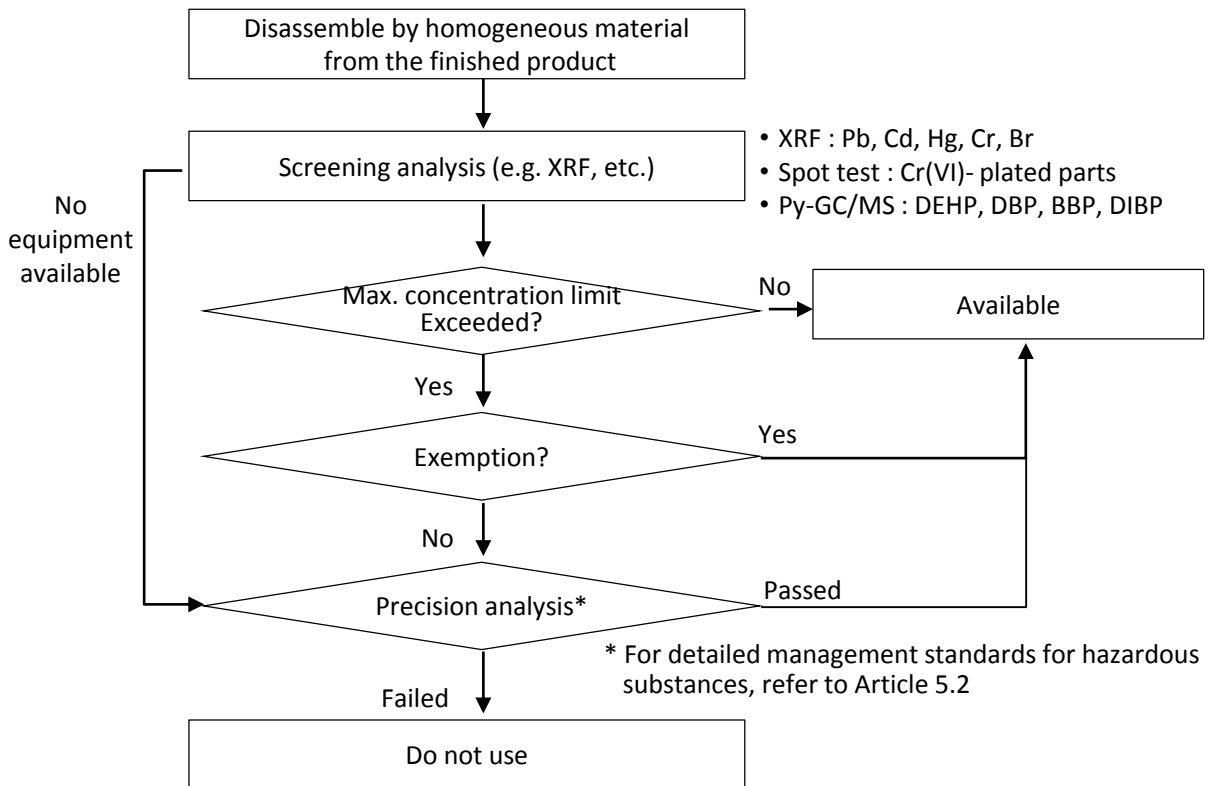 Disassemble by homogeneous material
from the finished product
Screening analysis (e.g. XRF, etc.)
• XRF : Pb, Cd, Hg, Cr, Br
• Spot test : Cr(VI)- plated parts
• Py-GC/MS : DEHP, DBP, BBP, DIBP
No
equipment
available
Max. concentration limit
Exceeded?
No
Available
Yes
Exemption?
Yes
No
Precision analysis*
Passed
* For detailed management standards for hazardous
substances, refer to Article 5.2
Failed
Do not use